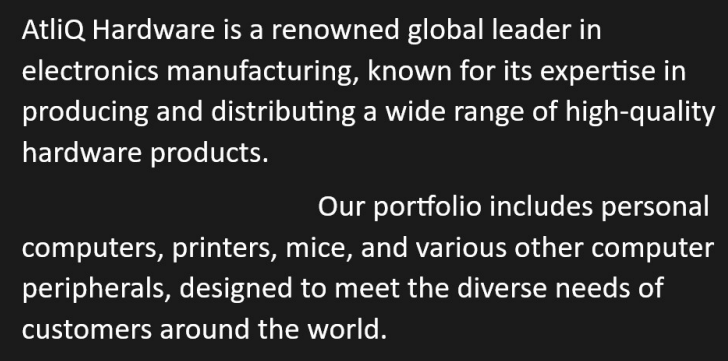 AtliQ Hardware is a renowned global leader in
electronics manufacturing, known for its expertise in
producing and distributing a wide range of high-quality
hardware products.
Our portfolio includes personal
computers, printers, mice, and various other computer
peripherals, designed to meet the diverse needs of
customers around the world.